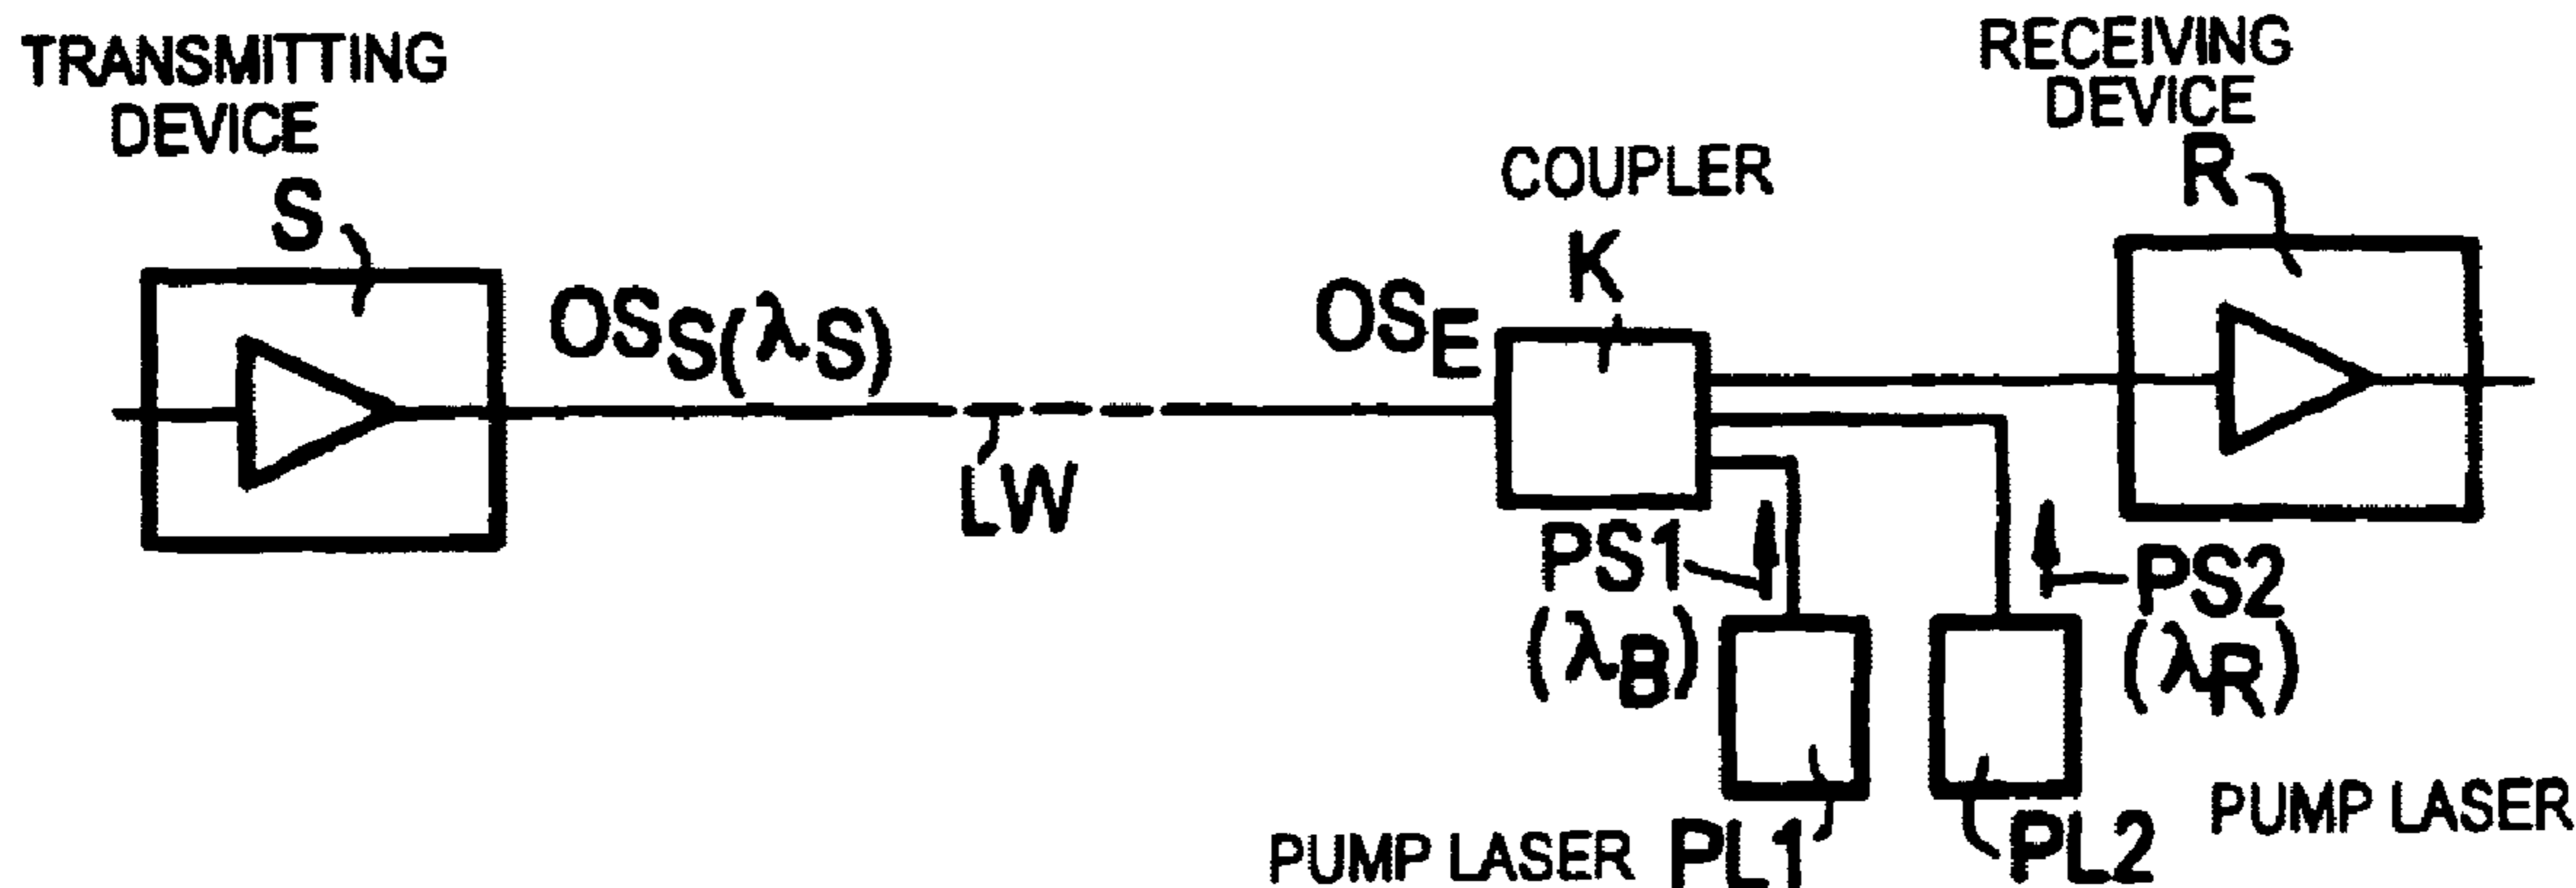 TRANSMITTING
DEVICE
S
OSS(λS)
LW
OSE
COUPLER
K
RECEIVING
DEVICE
R
PS1
(λB)
PS2
(λR)
PUMP LASER PL1
PL2 PUMP LASER